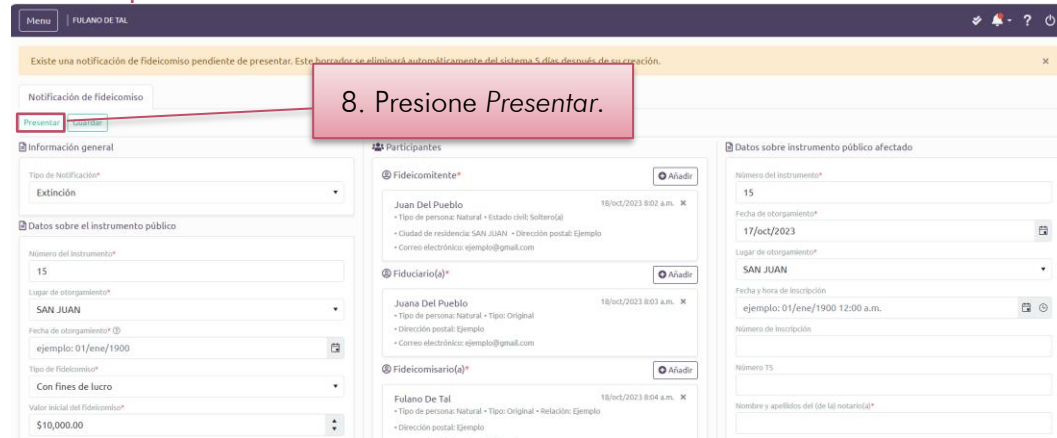 Menu | FULANO DE TAL
Existe una notificación de fideicomiso pendiente de presentar. Este borrador se eliminará automáticamente del sistema 5 días después de su creación.
Notificación de fideicomiso
8. Presione Presentar.
Presentar Guardar
Información general
Tipo de Notificación*
Extinción
Datos sobre el instrumento público
Número del instrumento*
15
Lugar de otorgamiento*
SAN JUAN
Fecha de otorgamiento*
ejemplo: 01/ene/1900
Tipo de fideicomiso*
Con fines de lucro
Valor inicial del fideicomiso*
$10,000.00
Participantes
Fideicomitente*
Añadir
Juan Del Pueblo 18/oct/2023 8:02 a.m.
• Tipo de persona: Natural • Estado civil: Soltero(a)
• Ciudad de residencia: SAN JUAN • Dirección postal: Ejemplo
• Correo electrónico: ejemplo@gmail.com
Fiduciario(a)*
Añadir
Juana Del Pueblo 18/oct/2023 8:03 a.m.
• Tipo de persona: Natural • Tipo: Original
• Dirección postal: Ejemplo
• Correo electrónico: ejemplo@gmail.com
Fideicomisario(a)*
Añadir
Fulano De Tal 18/oct/2023 8:04 a.m.
• Tipo de persona: Natural • Tipo: Original • Relación: Ejemplo
• Dirección postal: Ejemplo
Datos sobre instrumento público afectado
Número del instrumento*
15
Fecha de otorgamiento*
17/oct/2023
Lugar de otorgamiento*
SAN JUAN
Fecha y hora de inscripción
ejemplo: 01/ene/1900 12:00 a.m.
Número de inscripción
Número TS
Nombre y apellidos del (de la) notario(a)*